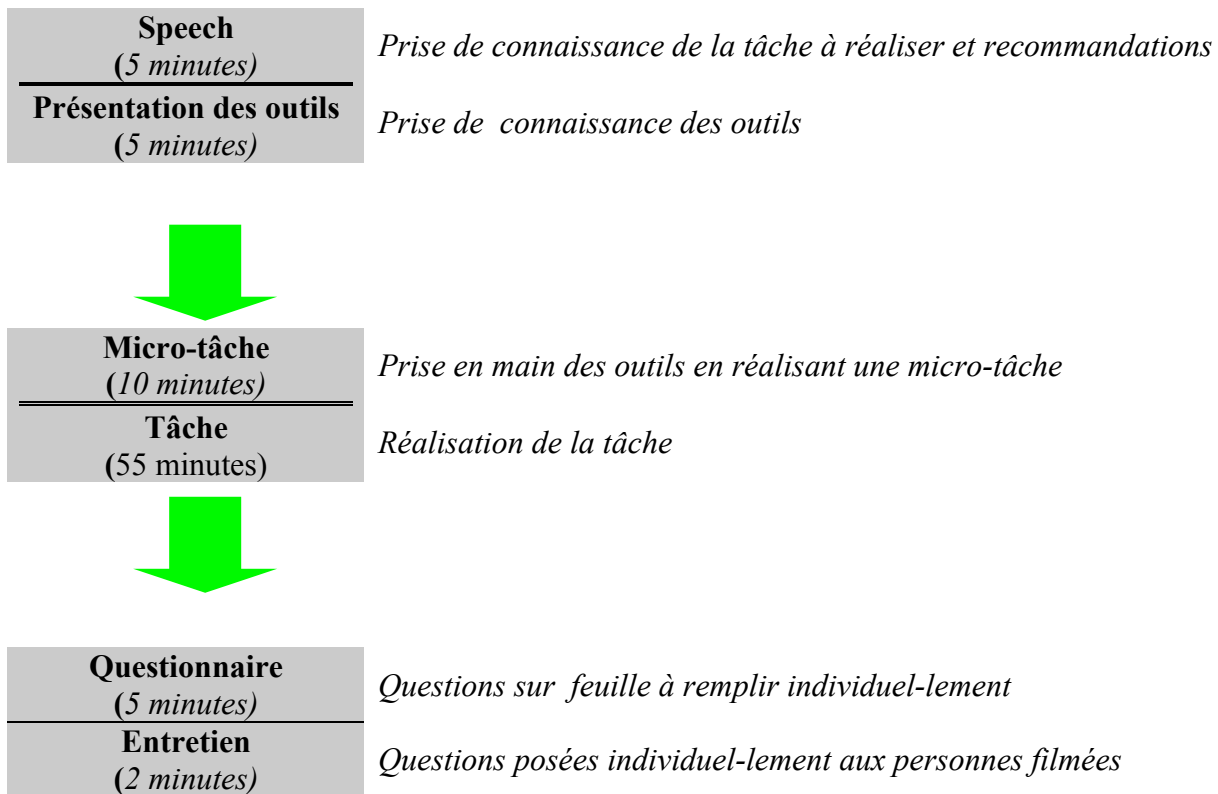 Speech
(5 minutes)
Prise de connaissance de la tâche à réaliser et recommandations
Présentation des outils
(5 minutes)
Prise de connaissance des outils
Micro-tâche
(10 minutes)
Prise en main des outils en réalisant une micro-tâche
Tâche
(55 minutes)
Réalisation de la tâche
Questionnaire
(5 minutes)
Questions sur feuille à remplir individuel-lement
Entretien
(2 minutes)
Questions posées individuel-lement aux personnes filmées